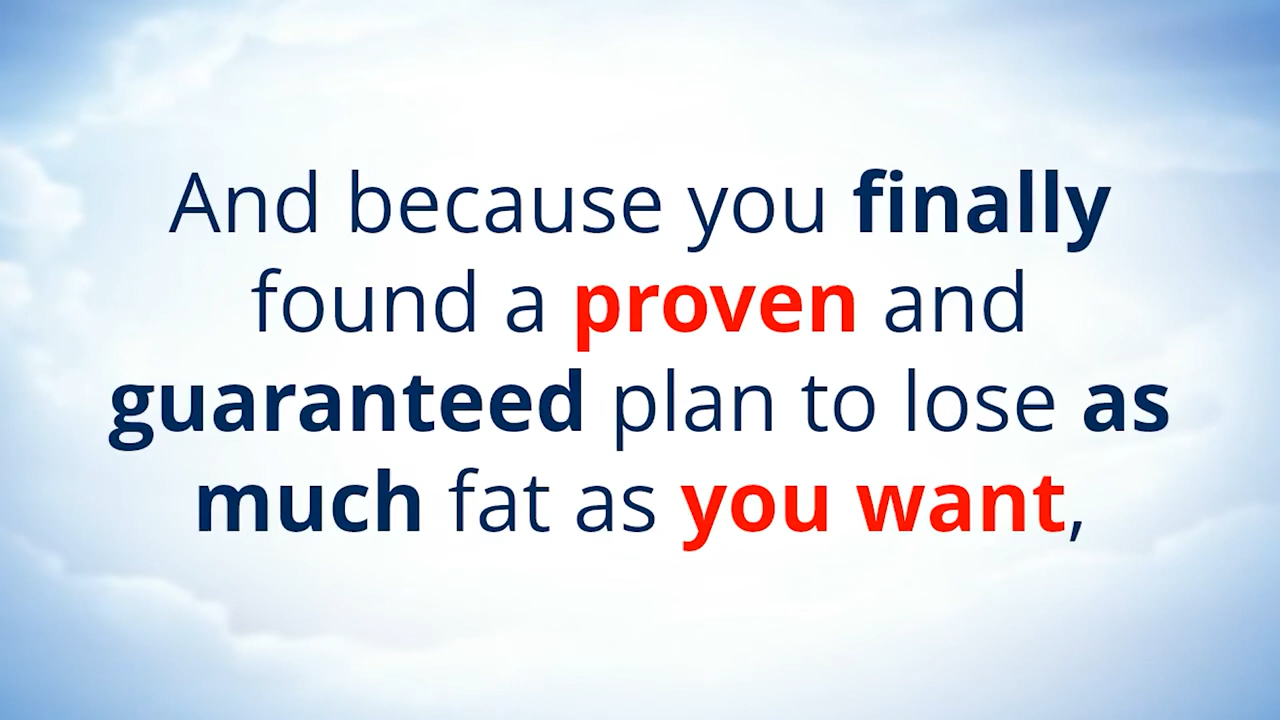 And because you finally
found a proven and
guaranteed plan to lose as
much fat as you want,